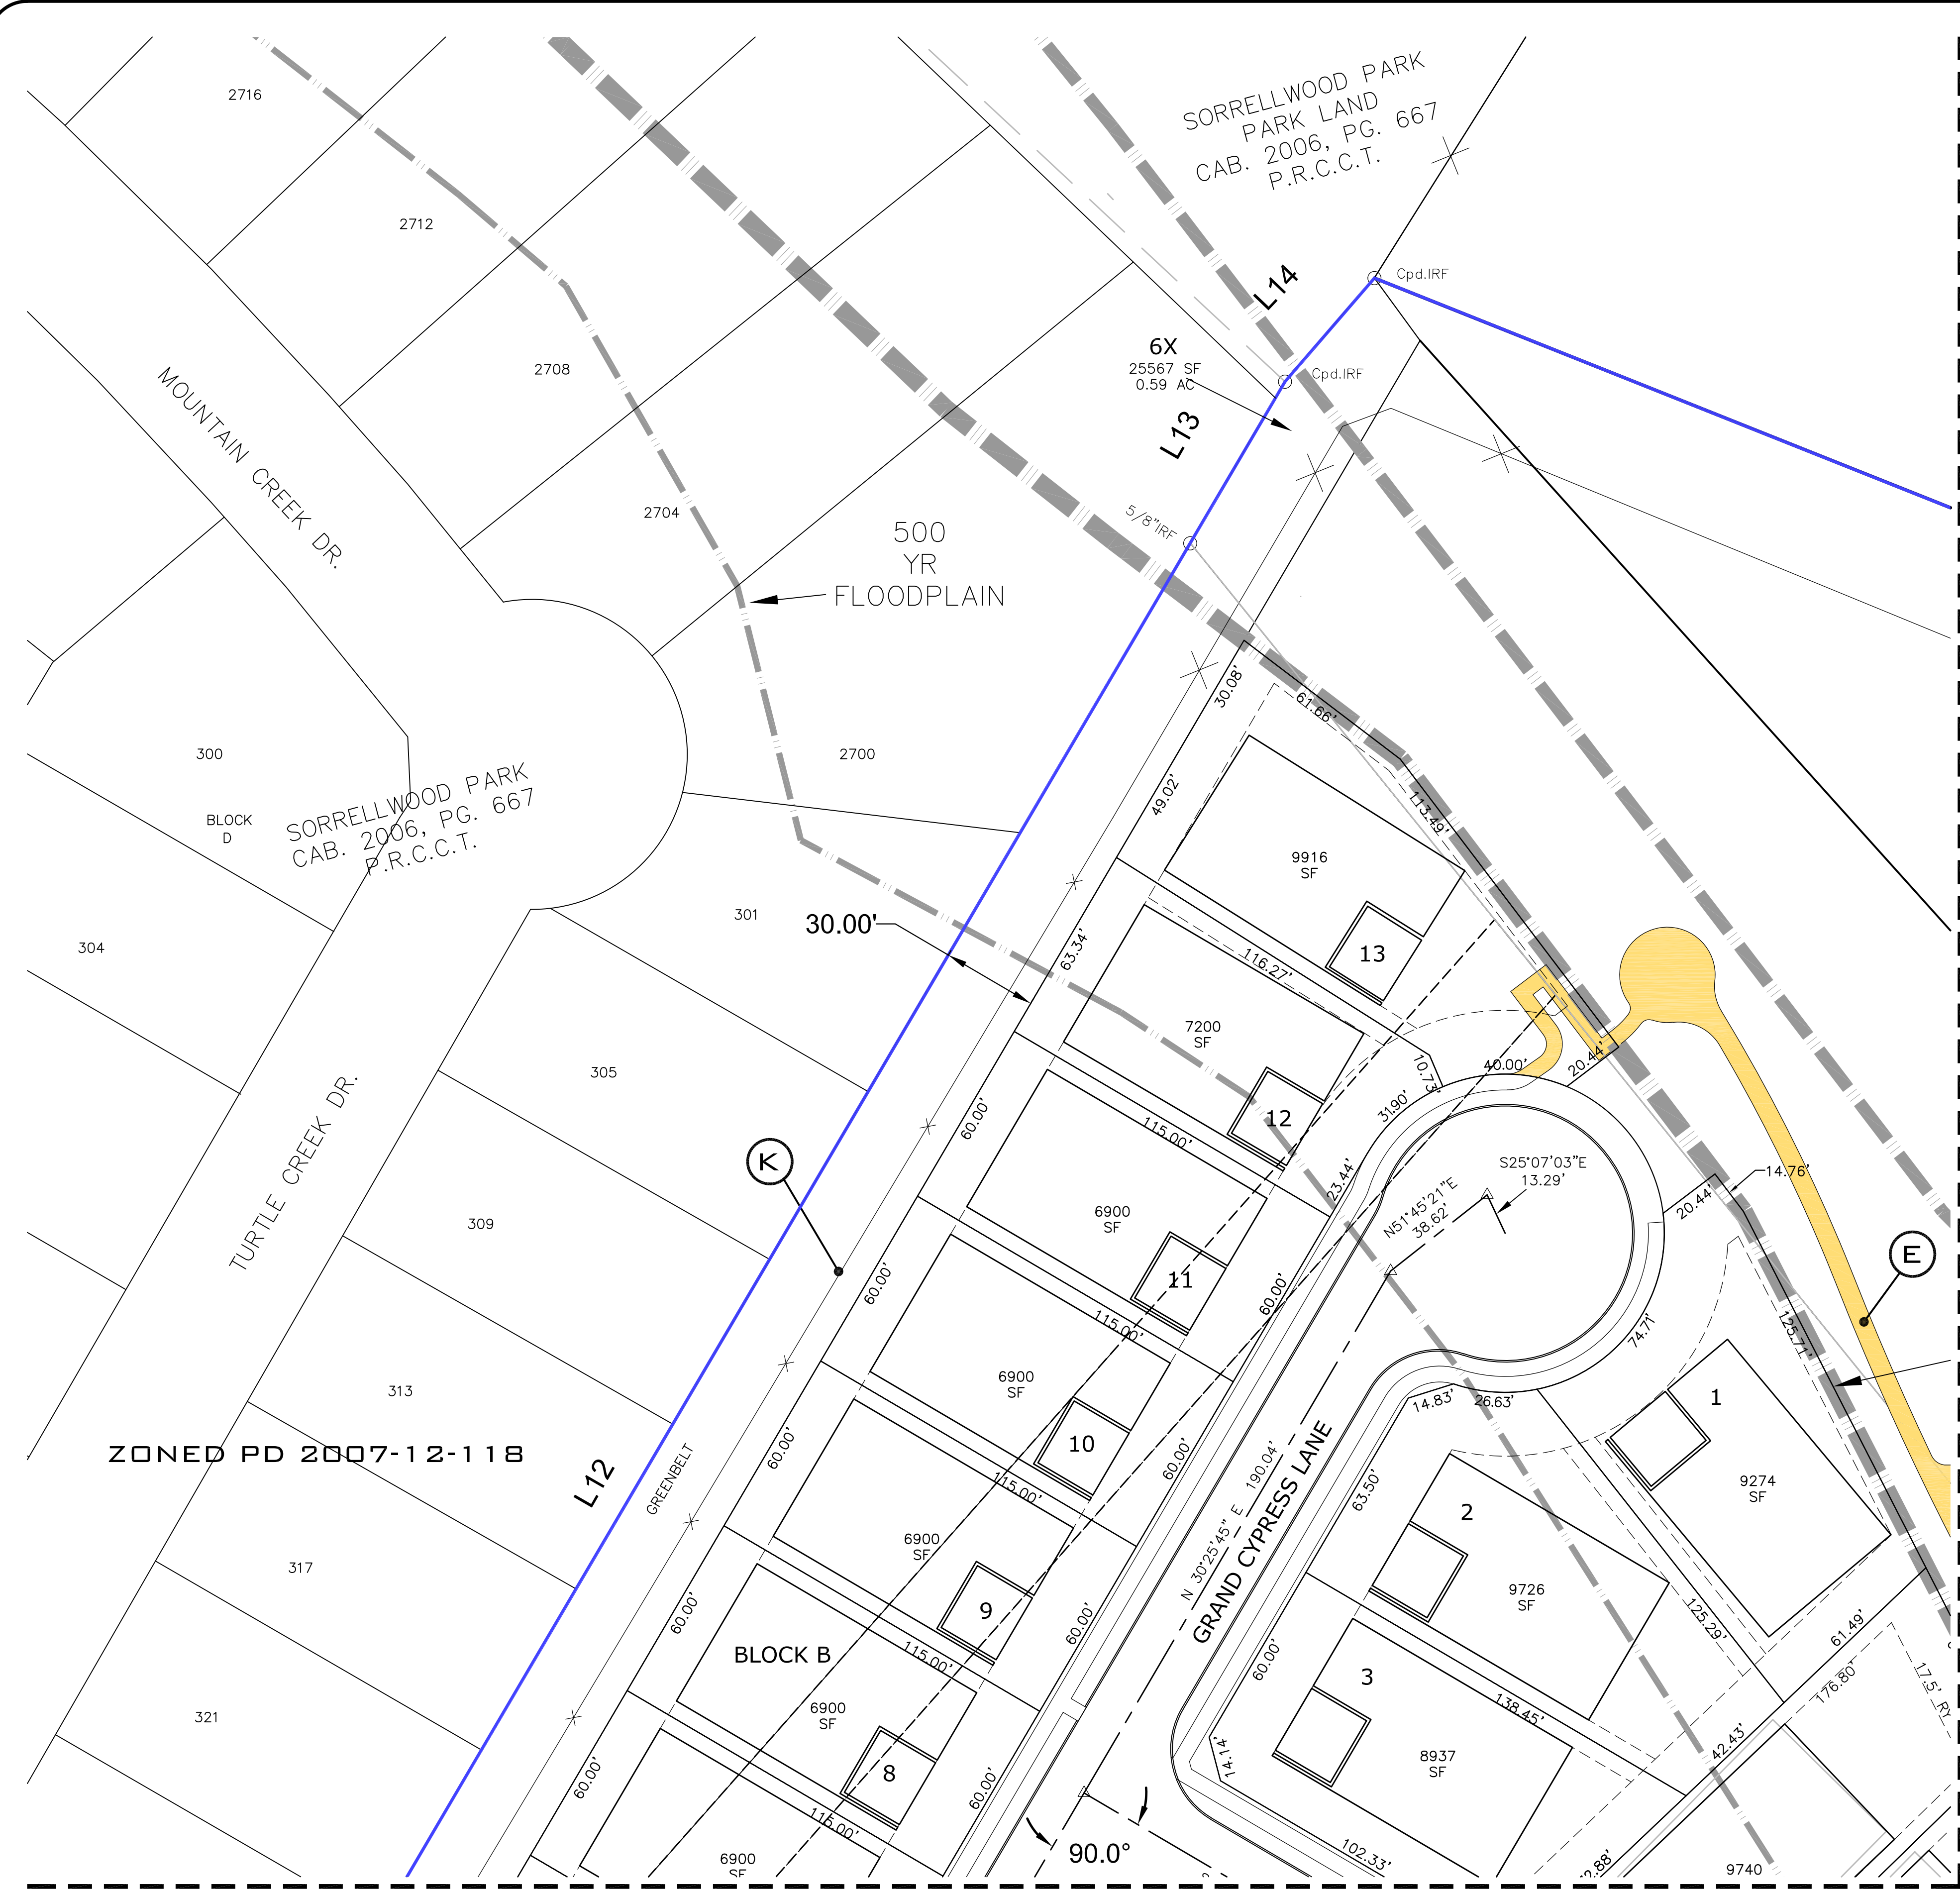 SORRELLWOOD PARK
PARK LAND
CAB. 2006, PG. 667
P.R.C.C.T.
2716
2712
2708
2704
2700
MOUNTAIN CREEK DR.
L14
Cpd.IRF
6X
25567 SF
0.59 AC
Cpd.IRF
L13
5/8"IRF
500
YR
FLOODPLAIN
30.08'
61.66'
300
BLOCK
D
SORRELLWOOD PARK
CAB. 2006, PG. 667
P.R.C.C.T.
49.02'
113.49'
9916
SF
13
304
301
30.00'
63.34'
116.27'
7200
SF
12
10.73'
40.00'
20.44'
31.90'
305
TURTLE CREEK DR.
K
60.00'
115.00'
23.44'
S25°07'03"E
13.29'
14.76'
20.44'
N51°45'21"E
38.62'
E
309
6900
SF
11
60.00'
60.00'
115.00'
74.71'
125.71'
313
6900
SF
10
14.83'
26.63'
1
ZONED PD 2007-12-118
L12
GREENBELT
60.00'
115.00'
60.00'
N 30°25'45" E 190.04'
GRAND CYPRESS LANE
63.50'
2
9274
SF
317
6900
SF
9
9726
SF
60.00'
115.00'
60.00'
125.29'
61.49'
BLOCK B
60.00'
3
176.80'
17.5' RY
321
6900
SF
8
138.45'
42.43'
60.00'
115.00'
60.00'
14.14'
8937
SF
6900
SF
90.0°
102.33'
2.88'
9740